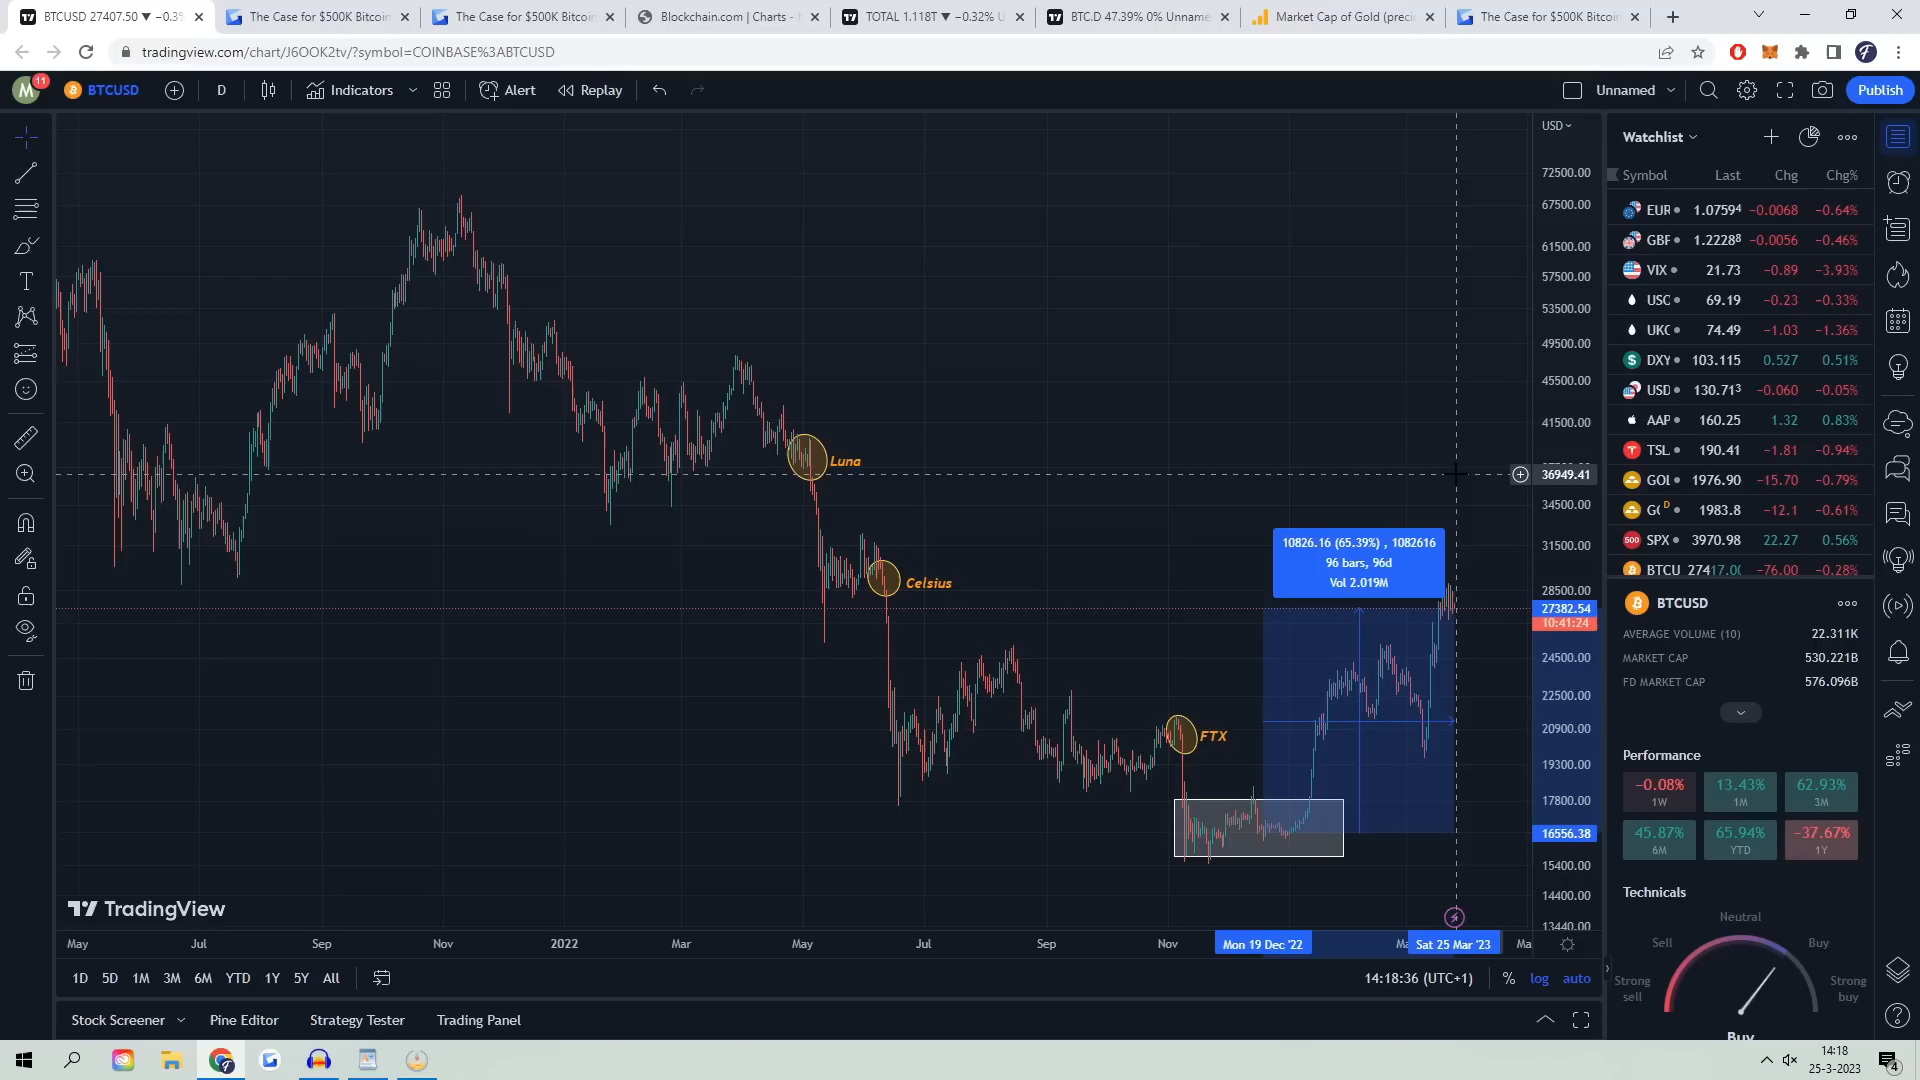 BTCUSD 27407.50 ▼ −0.3
The Case for $500K Bitcoin
The Case for $500K Bitcoin
Blockchain.com | Charts -
TOTAL 1.118T ▼ −0.32% U
BTC.D 47.39% 0% Unname
Market Cap of Gold (preci
The Case for $500K Bitcoin
tradingview.com/chart/J6OOK2tv/?symbol=COINBASE%3ABTCUSD
M
11
BTCUSD
D
Indicators
Alert
Replay
Unnamed
Publish
USD
72500.00
67500.00
61500.00
57500.00
53500.00
49500.00
45500.00
41500.00
36949.41
34500.00
31500.00
28500.00
27382.54
10:41:24
24500.00
22500.00
20900.00
19300.00
17800.00
16556.38
15400.00
14400.00
13440.00
Luna
Celsius
FTX
10826.16 (65.39%) , 1082616
96 bars, 96d
Vol 2.019M
TradingView
May
Jul
Sep
Nov
2022
Mar
May
Jul
Sep
Nov
Mon 19 Dec '22
Ma
Sat 25 Mar '23
Ma
1D 5D 1M 3M 6M YTD 1Y 5Y All
14:18:36 (UTC+1)
%
log
auto
Stock Screener
Pine Editor
Strategy Tester
Trading Panel
Watchlist
Symbol Last Chg Chg%
EUR 1.07594 −0.0068 −0.64%
GBF 1.22288 −0.0056 −0.46%
VIX 21.73 −0.89 −3.93%
USC 69.19 −0.23 −0.33%
UKC 74.49 −1.03 −1.36%
DXY 103.115 0.527 0.51%
USD 130.713 −0.060 −0.05%
AAP 160.25 1.32 0.83%
TSL 190.41 −1.81 −0.94%
GOI 1976.90 −15.70 −0.79%
G( D 1983.8 −12.1 −0.61%
500 SPX 3970.98 22.27 0.56%
BTCU 27417.0( −76.00 −0.28%
BTCUSD
AVERAGE VOLUME (10) 22.311K
MARKET CAP 530.221B
FD MARKET CAP 576.096B
Performance
−0.08% 13.43% 62.93%
1W 1M 3M
45.87% 65.94% −37.67%
6M YTD 1Y
Technicals
Neutral
Sell
Buy
Strong sell
Strong buy
Buy
14:18
25-3-2023
4